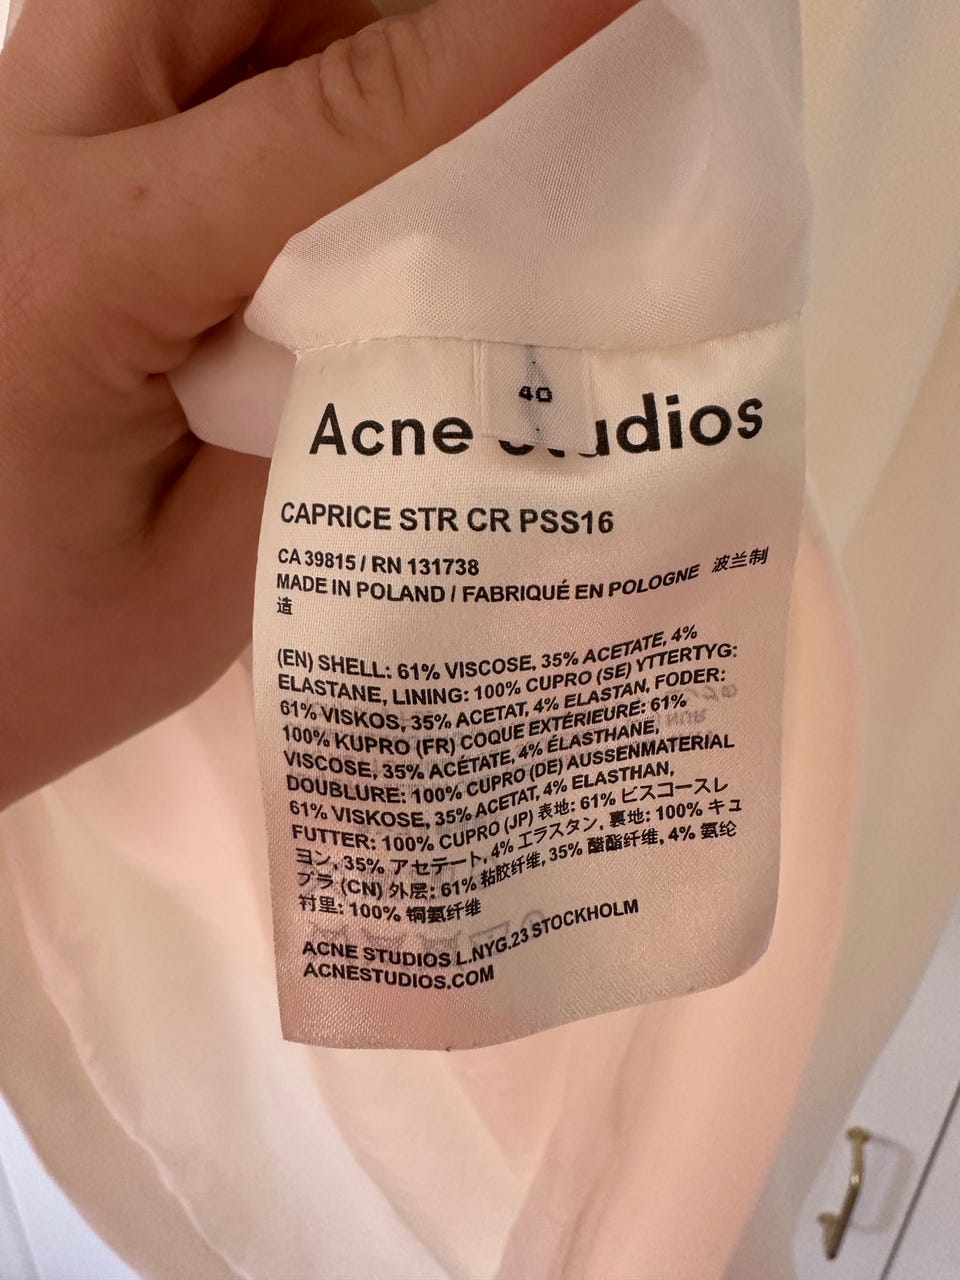 40
Acne Studios
CAPRICE STR CR PSS16
CA 39815 / RN 131738
MADE IN POLAND / FABRIQUÉ EN POLOGNE 波兰制
造
(EN) SHELL: 61% VISCOSE, 35% ACETATE, 4%
ELASTANE, LINING: 100% CUPRO (SE) YTTERTYG:
61% VISKOS, 35% ACETAT, 4% ELASTAN, FODER:
100% KUPRO (FR) COQUE EXTÉRIEURE: 61%
VISCOSE, 35% ACÉTATE, 4% ÉLASTHANE,
DOUBLURE: 100% CUPRO (DE) AUSSENMATERIAL
61% VISKOSE, 35% ACETAT, 4% ELASTHAN,
FUTTER: 100% CUPRO (JP) 表地: 61% ビスコースレ
ヨン, 35% アセテート, 4% エラスタン, 裏地: 100% キュ
プラ (CN) 外层: 61% 粘胶纤维, 35% 醋酯纤维, 4% 氨纶
衬里: 100% 铜氨纤维
ACNE STUDIOS L.NYG.23 STOCKHOLM
ACNESTUDIOS.COM